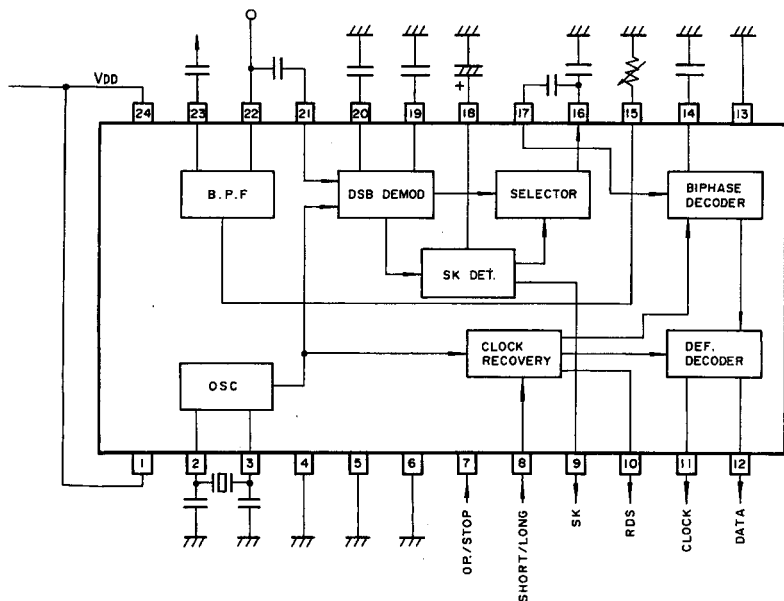 VDD
24
23
22
21
20
19
18
+
17
16
15
14
13
B.P.F
DSB DEMOD
SELECTOR
BIPHASE
DECODER
SK DET.
OSC
CLOCK
RECOVERY
DEF.
DECODER
1
2
3
4
5
6
7
8
9
10
11
12
OP./STOP
SHORT/LONG
SK
RDS
CLOCK
DATA